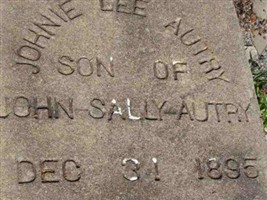 JOHNIE LEE AUTRY
SON OF
JOHN-SALLY-AUTRY
DEC 31 1895